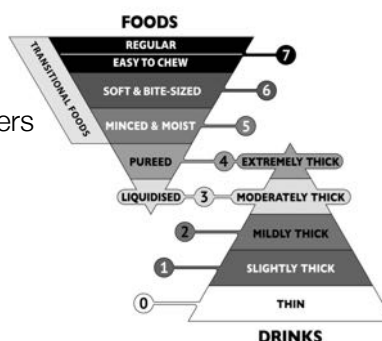 FOODS
REGULAR
EASY TO CHEW
7
TRANSITIONAL FOODS
SOFT & BITE-SIZED
6
ers
MINCED & MOIST
5
PUREED
4
EXTREMELY THICK
LIQUIDISED
3
MODERATELY THICK
2
MILDLY THICK
1
SLIGHTLY THICK
0
THIN
DRINKS